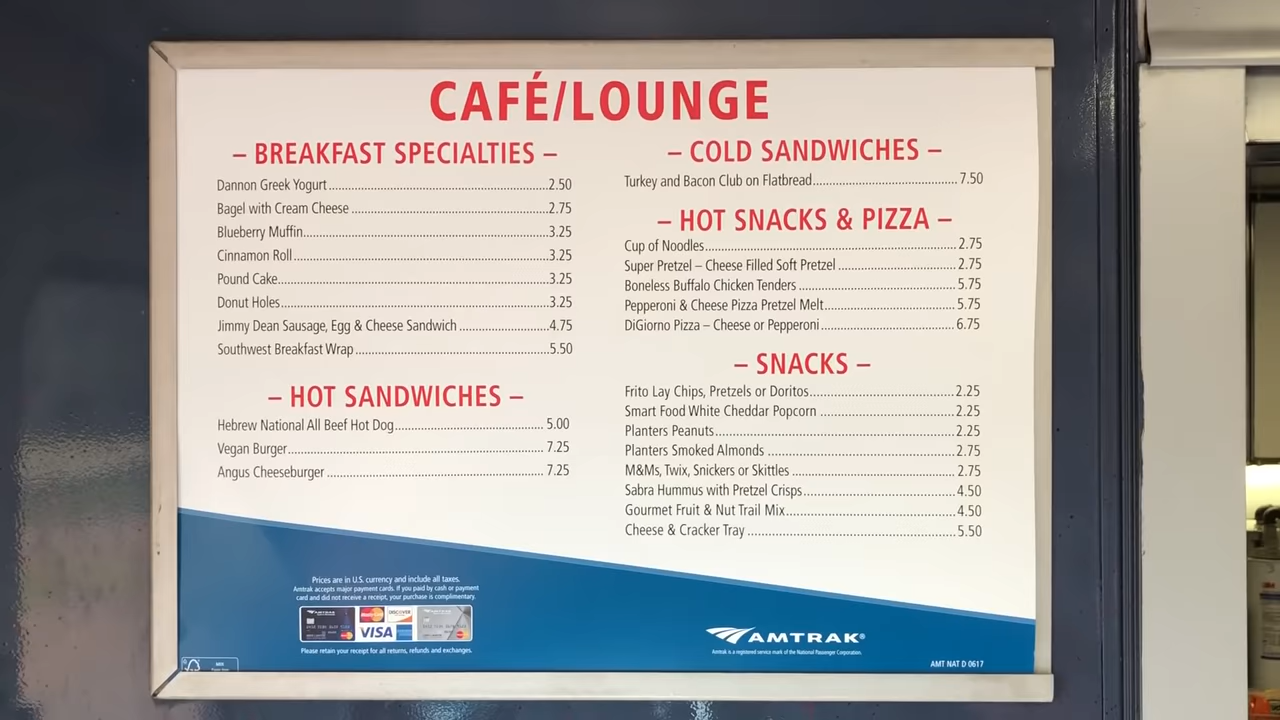 CAFÉ/LOUNGE
– BREAKFAST SPECIALTIES –
Dannon Greek Yogurt 2.50
Bagel with Cream Cheese 2.75
Blueberry Muffin 3.25
Cinnamon Roll 3.25
Pound Cake 3.25
Donut Holes 3.25
Jimmy Dean Sausage, Egg & Cheese Sandwich 4.75
Southwest Breakfast Wrap 5.50
– HOT SANDWICHES –
Hebrew National All Beef Hot Dog 5.00
Vegan Burger 7.25
Angus Cheeseburger 7.25
– COLD SANDWICHES –
Turkey and Bacon Club on Flatbread 7.50
– HOT SNACKS & PIZZA –
Cup of Noodles 2.75
Super Pretzel – Cheese Filled Soft Pretzel 2.75
Boneless Buffalo Chicken Tenders 5.75
Pepperoni & Cheese Pizza Pretzel Melt 5.75
DiGiorno Pizza – Cheese or Pepperoni 6.75
– SNACKS –
Frito Lay Chips, Pretzels or Doritos 2.25
Smart Food White Cheddar Popcorn 2.25
Planters Peanuts 2.25
Planters Smoked Almonds 2.75
M&Ms, Twix, Snickers or Skittles 2.75
Sabra Hummus with Pretzel Crisps 4.50
Gourmet Fruit & Nut Trail Mix 4.50
Cheese & Cracker Tray 5.50
Prices are in U.S. currency and include all taxes.
Amtrak accepts major payment cards. If you paid by cash or payment
card and did not receive a receipt, your purchase is complimentary.
AMTRAK
MasterCard
DISCOVER
VISA
Please retain your receipt for all returns, refunds and exchanges.
AMTRAK®
Amtrak is a registered service mark of the National Passenger Corporation.
AMT NAT D 0617